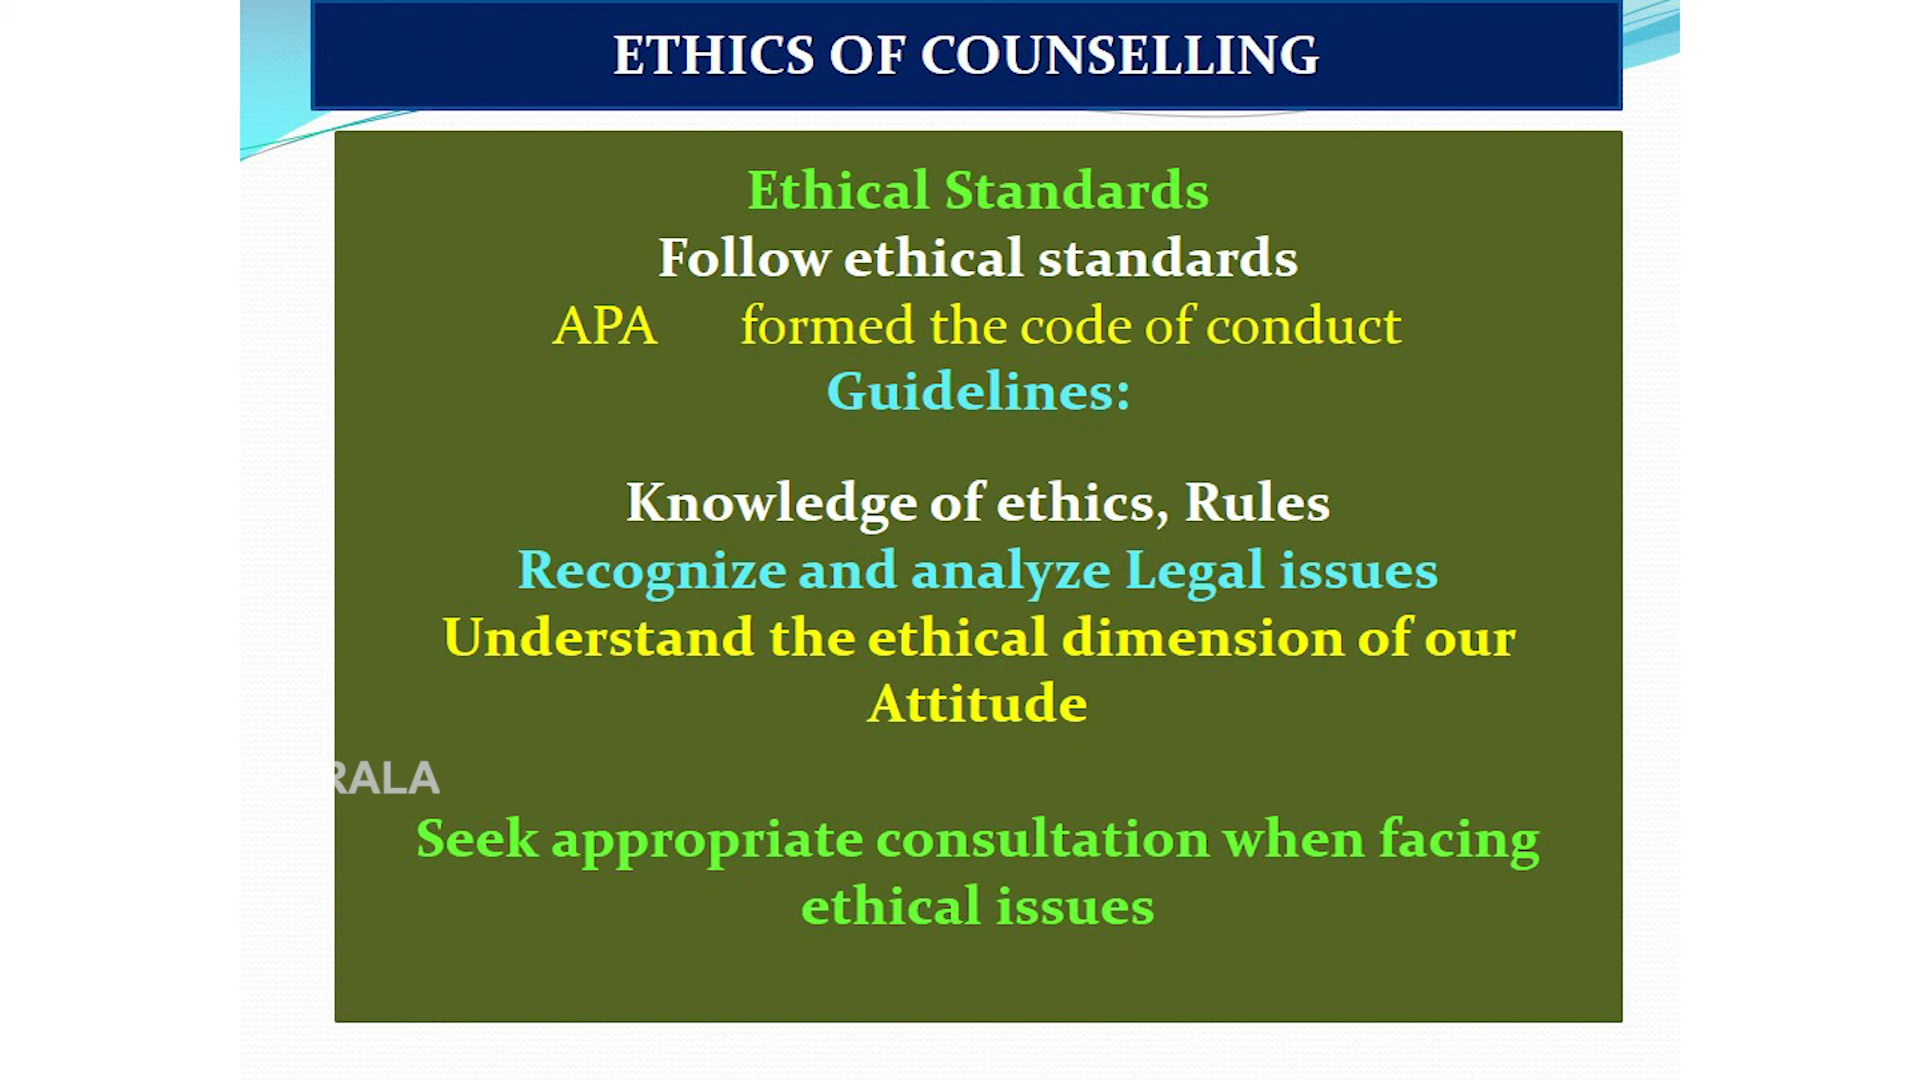 ETHICS OF COUNSELLING
Ethical Standards
Follow ethical standards
APA formed the code of conduct
Guidelines:
Knowledge of ethics, Rules
Recognize and analyze Legal issues
Understand the ethical dimension of our
Attitude
RALA
Seek appropriate consultation when facing
ethical issues